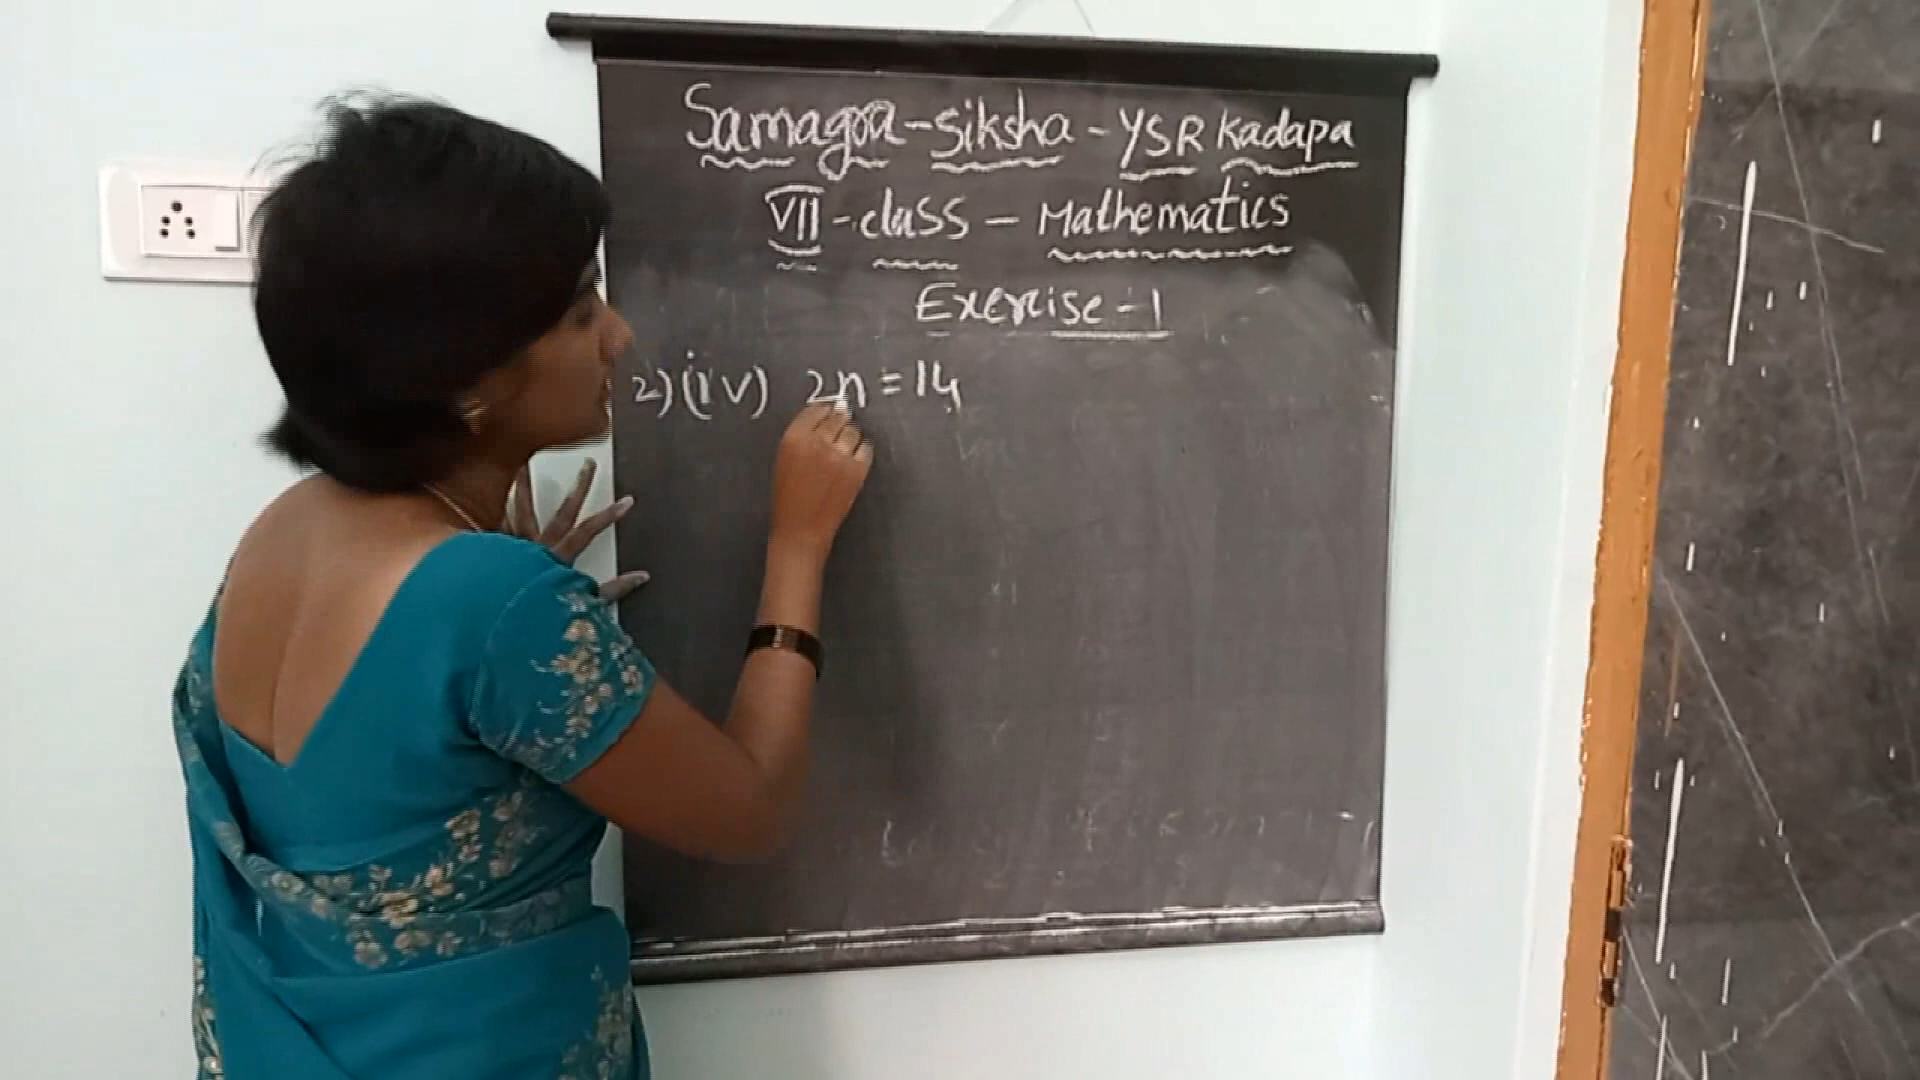 Samagra-Siksha-YSR Kadapa
VII-class-Mathematics
Exercise-1
2)(iv) 2n=14